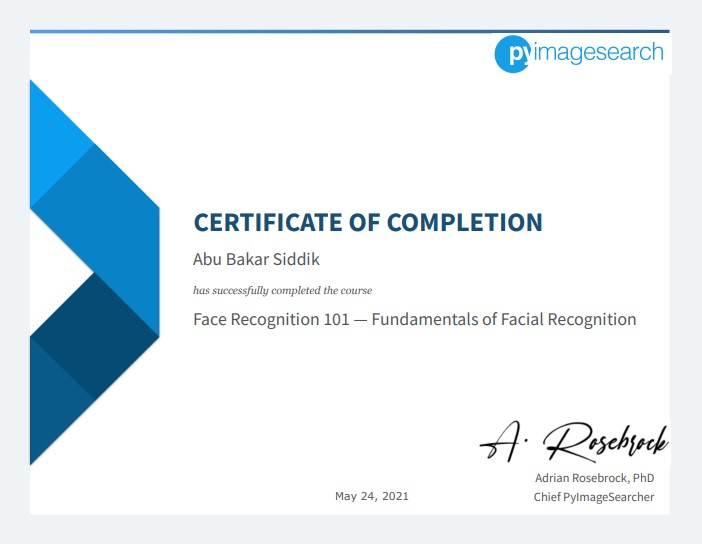 pyimagesearch
CERTIFICATE OF COMPLETION
Abu Bakar Siddik
has successfully completed the course
Face Recognition 101 — Fundamentals of Facial Recognition
A. Rosebrock
Adrian Rosebrock, PhD
May 24, 2021
Chief PyImageSearcher